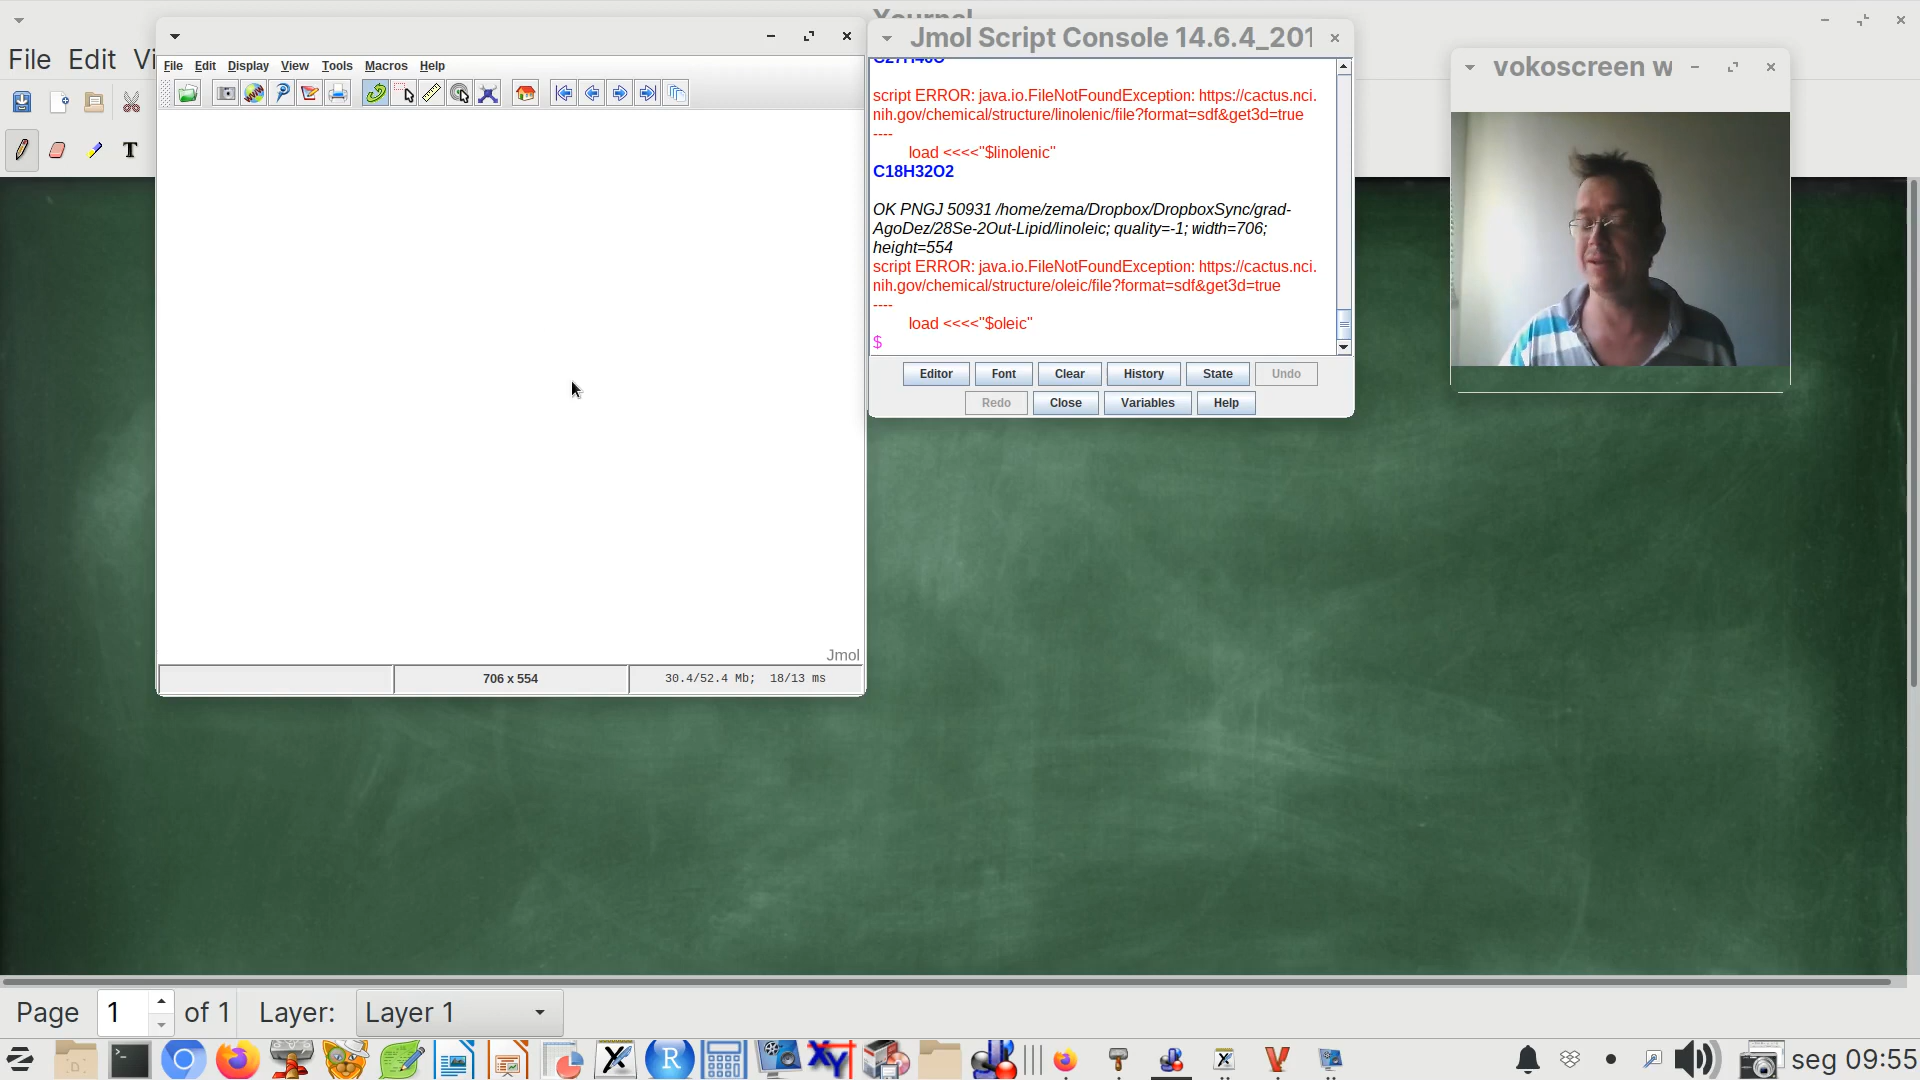 File Edit Vi
File Edit Display View Tools Macros Help
Jmol
706 x 554
30.4/52.4 Mb; 18/13 ms
Jmol Script Console 14.6.4_201
script ERROR: java.io.FileNotFoundException: https://cactus.nci.
nih.gov/chemical/structure/linolenic/file?format=sdf&get3d=true
----
load <<<<"$linolenic"
C18H32O2
OK PNGJ 50931 /home/zema/Dropbox/DropboxSync/grad-
AgoDez/28Se-2Out-Lipid/linoleic; quality=-1; width=706;
height=554
script ERROR: java.io.FileNotFoundException: https://cactus.nci.
nih.gov/chemical/structure/oleic/file?format=sdf&get3d=true
----
load <<<<"$oleic"
$
Editor Font Clear History State Undo
Redo Close Variables Help
vokoscreen w
T
Page 1 of 1 Layer: Layer 1
seg 09:55